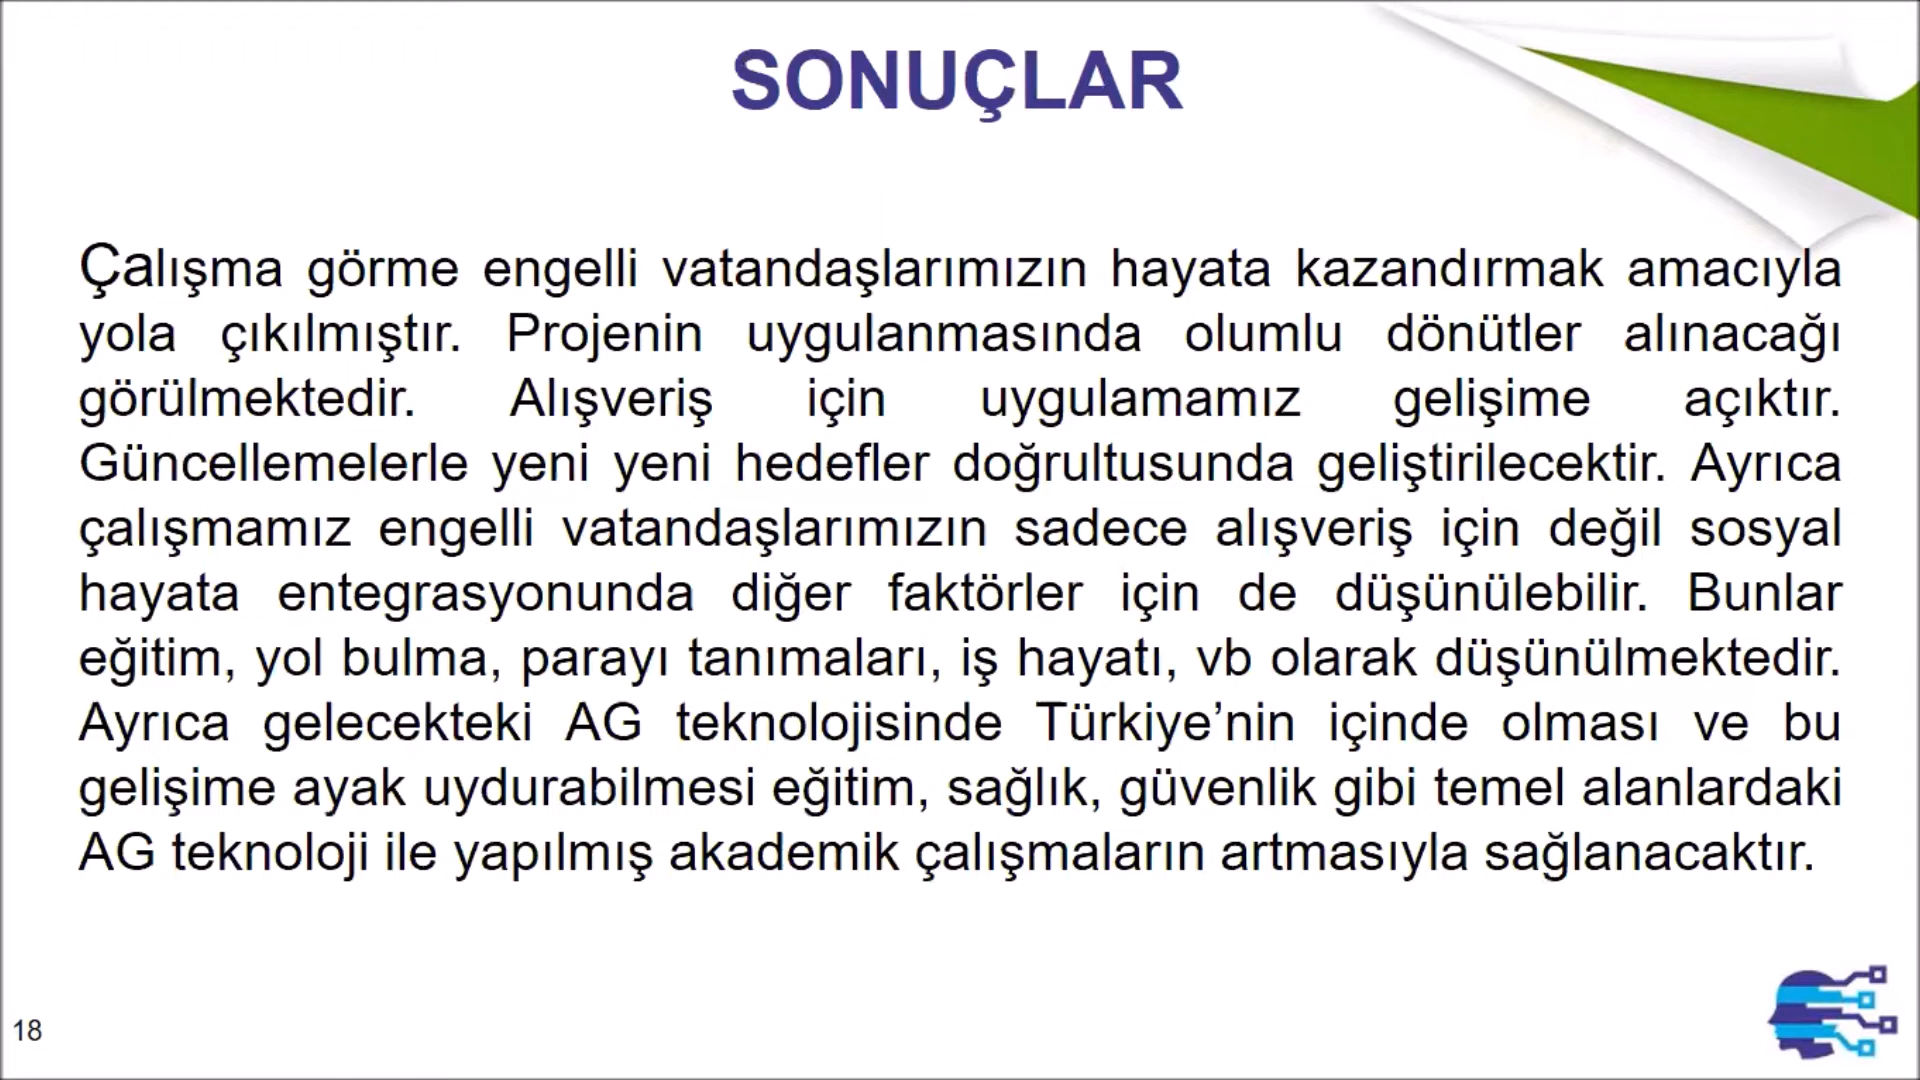 SONUÇLAR
Çalışma görme engelli vatandaşlarımızın hayata kazandırmak amacıyla
yola çıkılmıştır. Projenin uygulanmasında olumlu dönütler alınacağı
görülmektedir. Alışveriş için uygulamamız gelişime açıktır.
Güncellemelerle yeni yeni hedefler doğrultusunda geliştirilecektir. Ayrıca
çalışmamız engelli vatandaşlarımızın sadece alışveriş için değil sosyal
hayata entegrasyonunda diğer faktörler için de düşünülebilir. Bunlar
eğitim, yol bulma, parayı tanımaları, iş hayatı, vb olarak düşünülmektedir.
Ayrıca gelecekteki AG teknolojisinde Türkiye’nin içinde olması ve bu
gelişime ayak uydurabilmesi eğitim, sağlık, güvenlik gibi temel alanlardaki
AG teknoloji ile yapılmış akademik çalışmaların artmasıyla sağlanacaktır.
18